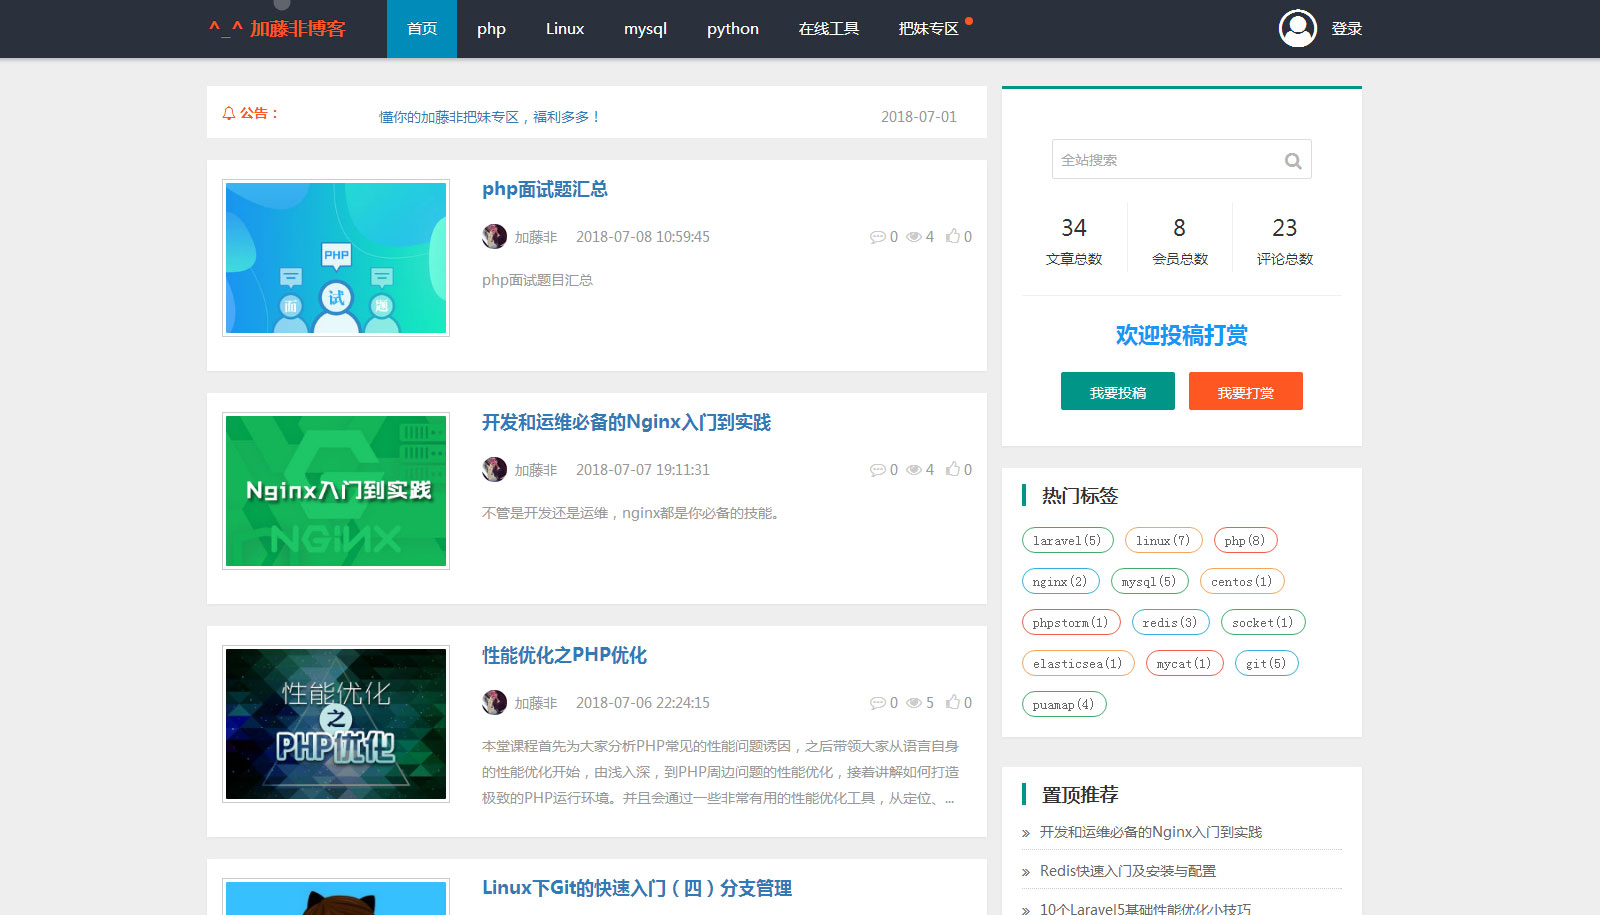 ^_^ 加藤非博客
首页 php Linux mysql python 在线工具 把妹专区 登录
公告：
懂你的加藤非把妹专区，福利多多！
2018-07-01
PHP
面 试 题
php面试题汇总
加藤非 2018-07-08 10:59:45 0 4 0
php面试题目汇总
Nginx入门到实践
NGINX
开发和运维必备的Nginx入门到实践
加藤非 2018-07-07 19:11:31 0 4 0
不管是开发还是运维，nginx都是你必备的技能。
性能优化
之
PHP优化
性能优化之PHP优化
加藤非 2018-07-06 22:24:15 0 5 0
本堂课程首先为大家分析PHP常见的性能问题诱因，之后带领大家从语言自身
的性能优化开始，由浅入深，到PHP周边问题的性能优化，接着讲解如何打造
极致的PHP运行环境。并且会通过一些非常有用的性能优化工具，从定位、...
Linux下Git的快速入门（四）分支管理
全站搜索
34 8 23
文章总数 会员总数 评论总数
欢迎投稿打赏
我要投稿 我要打赏
热门标签
laravel(5) linux(7) php(8)
nginx(2) mysql(5) centos(1)
phpstorm(1) redis(3) socket(1)
elasticsea(1) mycat(1) git(5)
puamap(4)
置顶推荐
» 开发和运维必备的Nginx入门到实践
» Redis快速入门及安装与配置
» 10个Laravel5基础性能优化小技巧